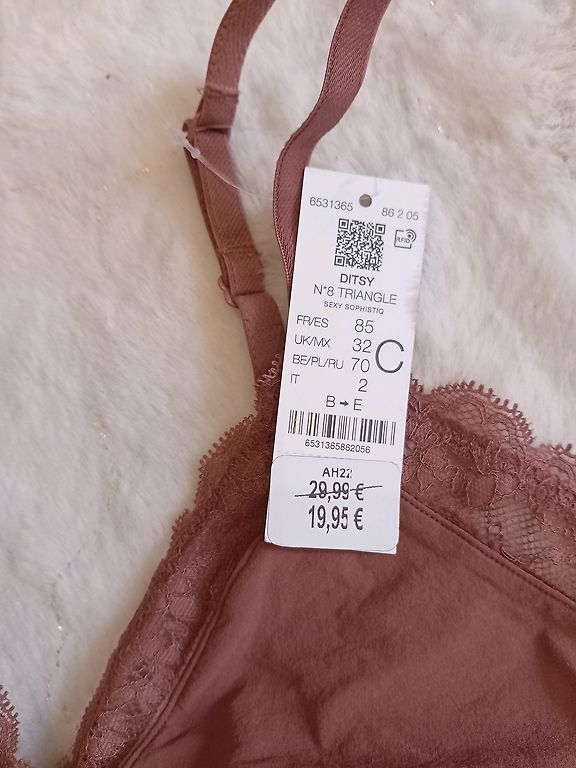 6531365 86 2 05
RFID
DITSY
N°8 TRIANGLE
SEXY SOPHISTIQ
FR/ES 85
UK/MX 32 C
BE/PL/RU 70
IT 2
B → E
6531365862056
AH22
29,99 €
19,95 €